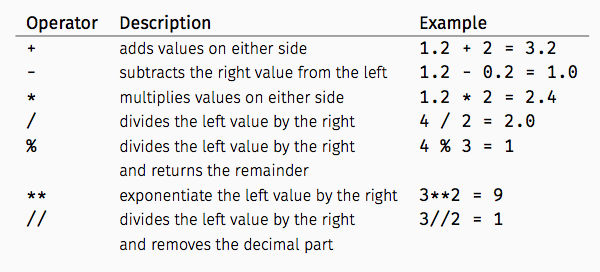 Operator Description Example
+ adds values on either side 1.2 + 2 = 3.2
- subtracts the right value from the left 1.2 - 0.2 = 1.0
* multiplies values on either side 1.2 * 2 = 2.4
/ divides the left value by the right 4 / 2 = 2.0
% divides the left value by the right 4 % 3 = 1
and returns the remainder
** exponentiate the left value by the right 3**2 = 9
// divides the left value by the right 3//2 = 1
and removes the decimal part